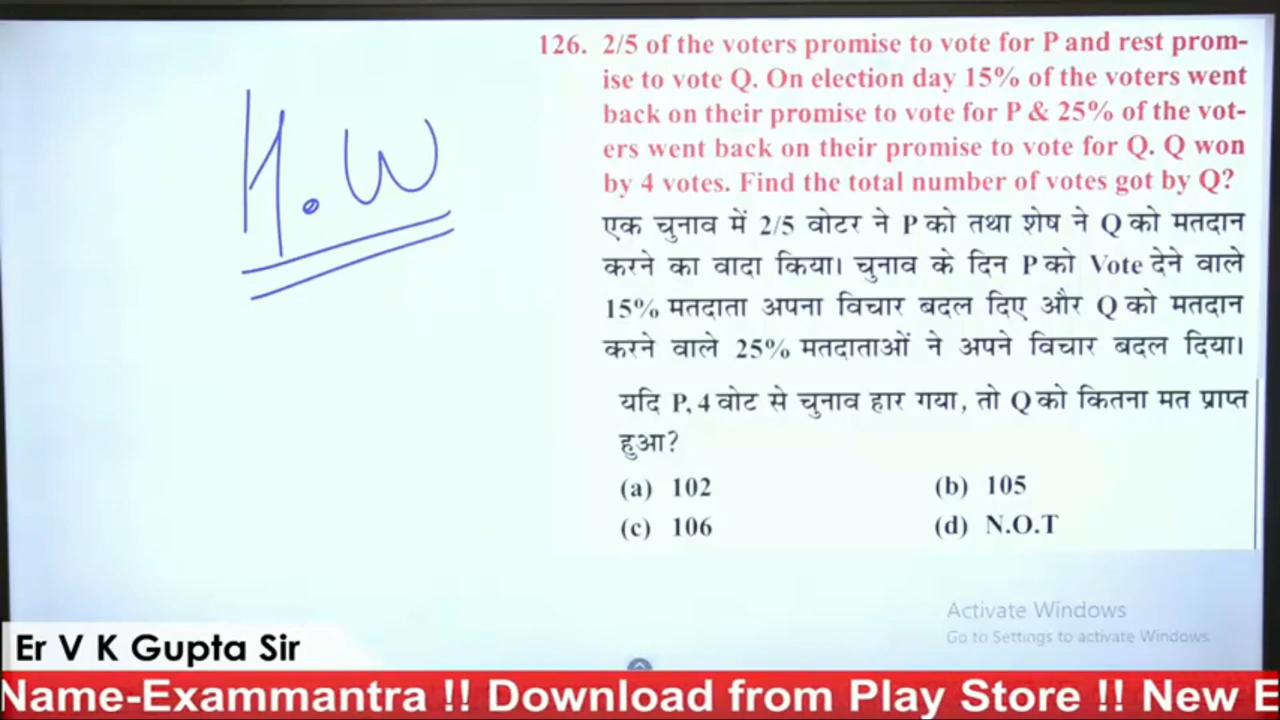 H.W
126. 2/5 of the voters promise to vote for P and rest prom-
ise to vote Q. On election day 15% of the voters went
back on their promise to vote for P & 25% of the vot-
ers went back on their promise to vote for Q. Q won
by 4 votes. Find the total number of votes got by Q?
एक चुनाव में 2/5 वोटर ने P को तथा शेष ने Q को मतदान
करने का वादा किया। चुनाव के दिन P को Vote देने वाले
15% मतदाता अपना विचार बदल दिए और Q को मतदान
करने वाले 25% मतदाताओं ने अपने विचार बदल दिया।
यदि P, 4 वोट से चुनाव हार गया, तो Q को कितना मत प्राप्त
हुआ?
(a) 102 (b) 105
(c) 106 (d) N.O.T
Activate Windows
Go to Settings to activate Windows.
Er V K Gupta Sir
Name-Exammantra !! Download from Play Store !! New E